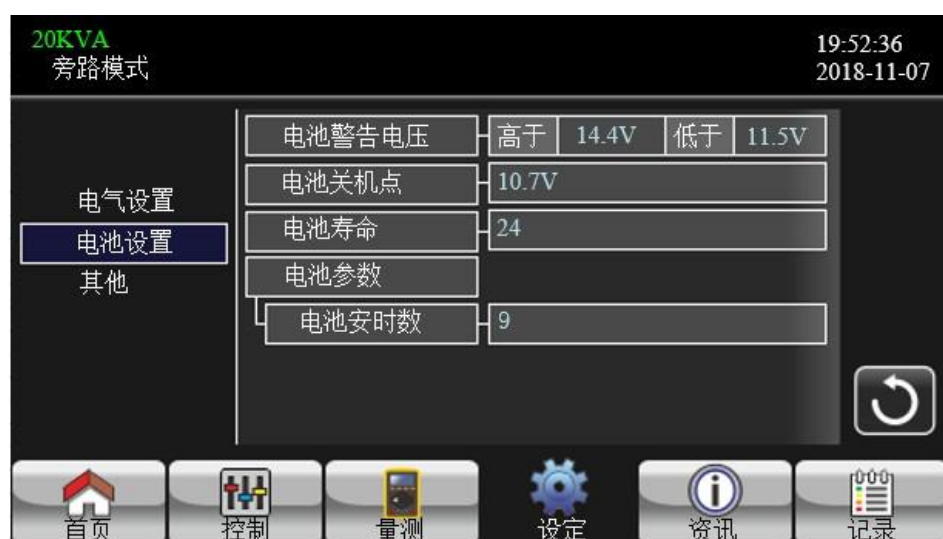 20KVA
旁路模式
19:52:36
2018-11-07
电气设置
电池设置
其他
电池警告电压 高于 14.4V 低于 11.5V
电池关机点 10.7V
电池寿命 24
电池参数
电池安时数 9
首页 控制 量测 设定 资讯 记录